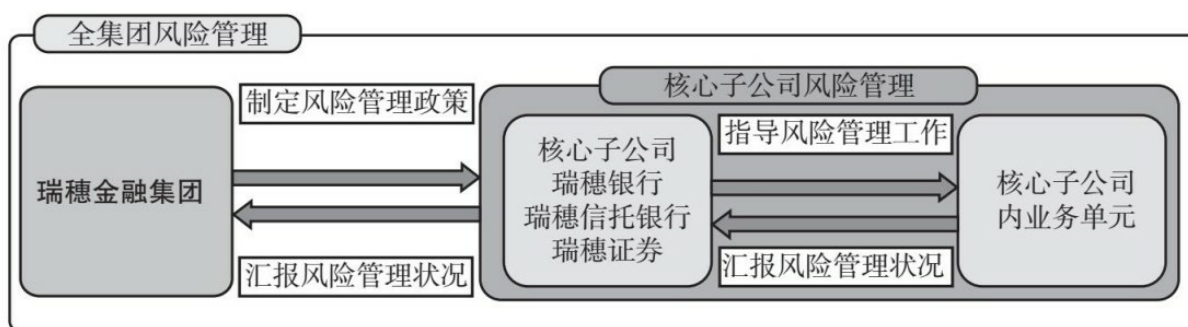 全集团风险管理
核心子公司风险管理
制定风险管理政策
指导风险管理工作
瑞穗金融集团
核心子公司
瑞穗银行
瑞穗信托银行
瑞穗证券
核心子公司
内业务单元
汇报风险管理状况
汇报风险管理状况